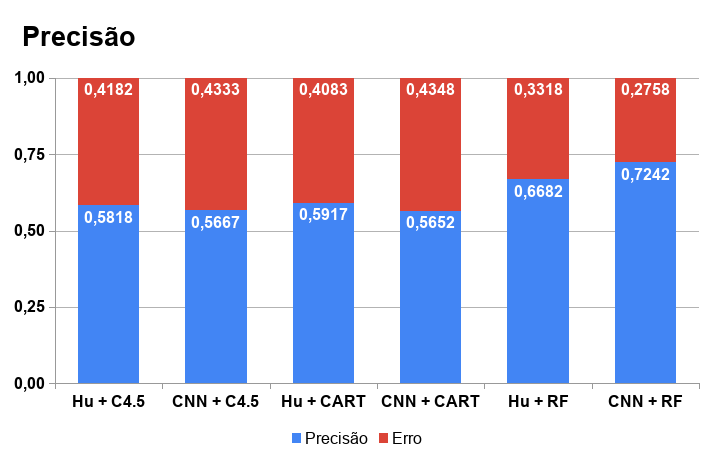 Precisão
1,00
0,75
0,50
0,25
0,00
0,4182 0,4333 0,4083 0,4348 0,3318 0,2758
0,5818 0,5667 0,5917 0,5652 0,6682 0,7242
Hu + C4.5 CNN + C4.5 Hu + CART CNN + CART Hu + RF CNN + RF
Precisão Erro